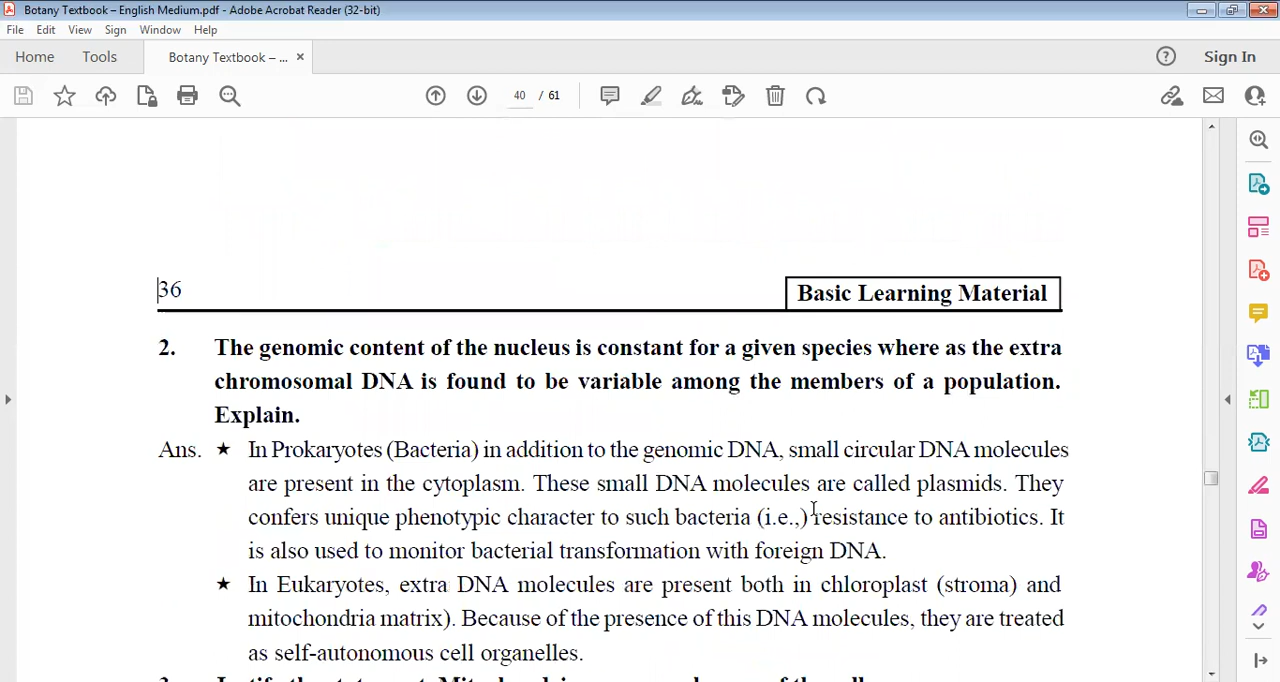 Botany Textbook – English Medium.pdf - Adobe Acrobat Reader (32-bit)
File Edit View Sign Window Help
Home Tools Botany Textbook – ... × Sign In
40 / 61
36 Basic Learning Material
2. The genomic content of the nucleus is constant for a given species where as the extra
chromosomal DNA is found to be variable among the members of a population.
Explain.
Ans. ★ In Prokaryotes (Bacteria) in addition to the genomic DNA, small circular DNA molecules
are present in the cytoplasm. These small DNA molecules are called plasmids. They
confers unique phenotypic character to such bacteria (i.e.,) resistance to antibiotics. It
is also used to monitor bacterial transformation with foreign DNA.
★ In Eukaryotes, extra DNA molecules are present both in chloroplast (stroma) and
mitochondria matrix). Because of the presence of this DNA molecules, they are treated
as self-autonomous cell organelles.